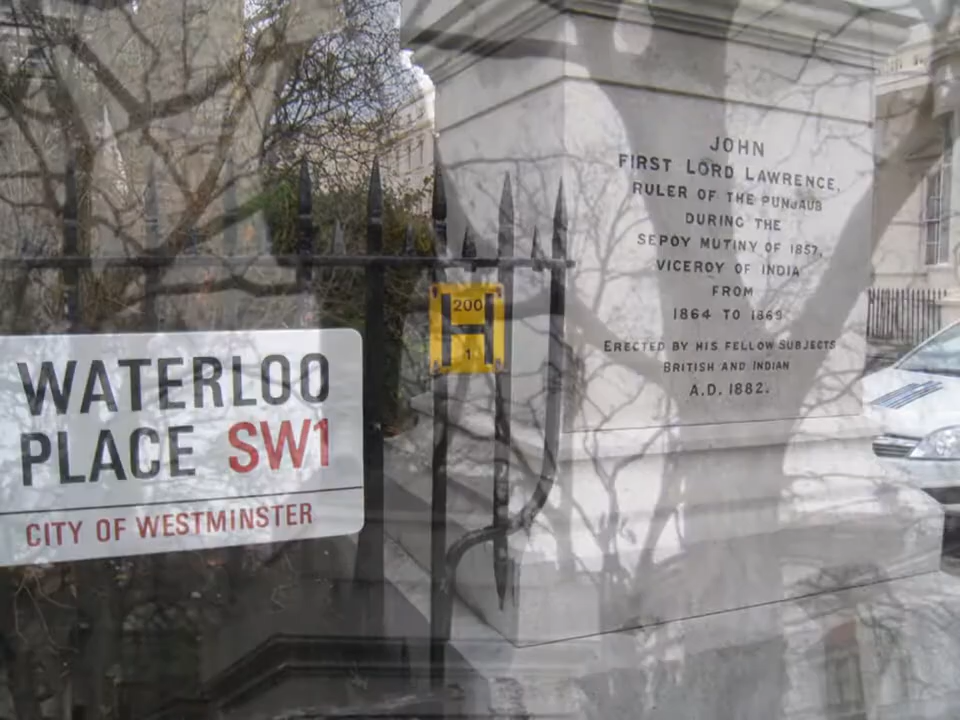 WATERLOO
PLACE SW1
CITY OF WESTMINSTER
200
H
1
JOHN
FIRST LORD LAWRENCE,
RULER OF THE PUNJAUB
DURING THE
SEPOY MUTINY OF 1857,
VICEROY OF INDIA
FROM
1864 TO 1869
ERECTED BY HIS FELLOW SUBJECTS
BRITISH AND INDIAN
A.D. 1882.